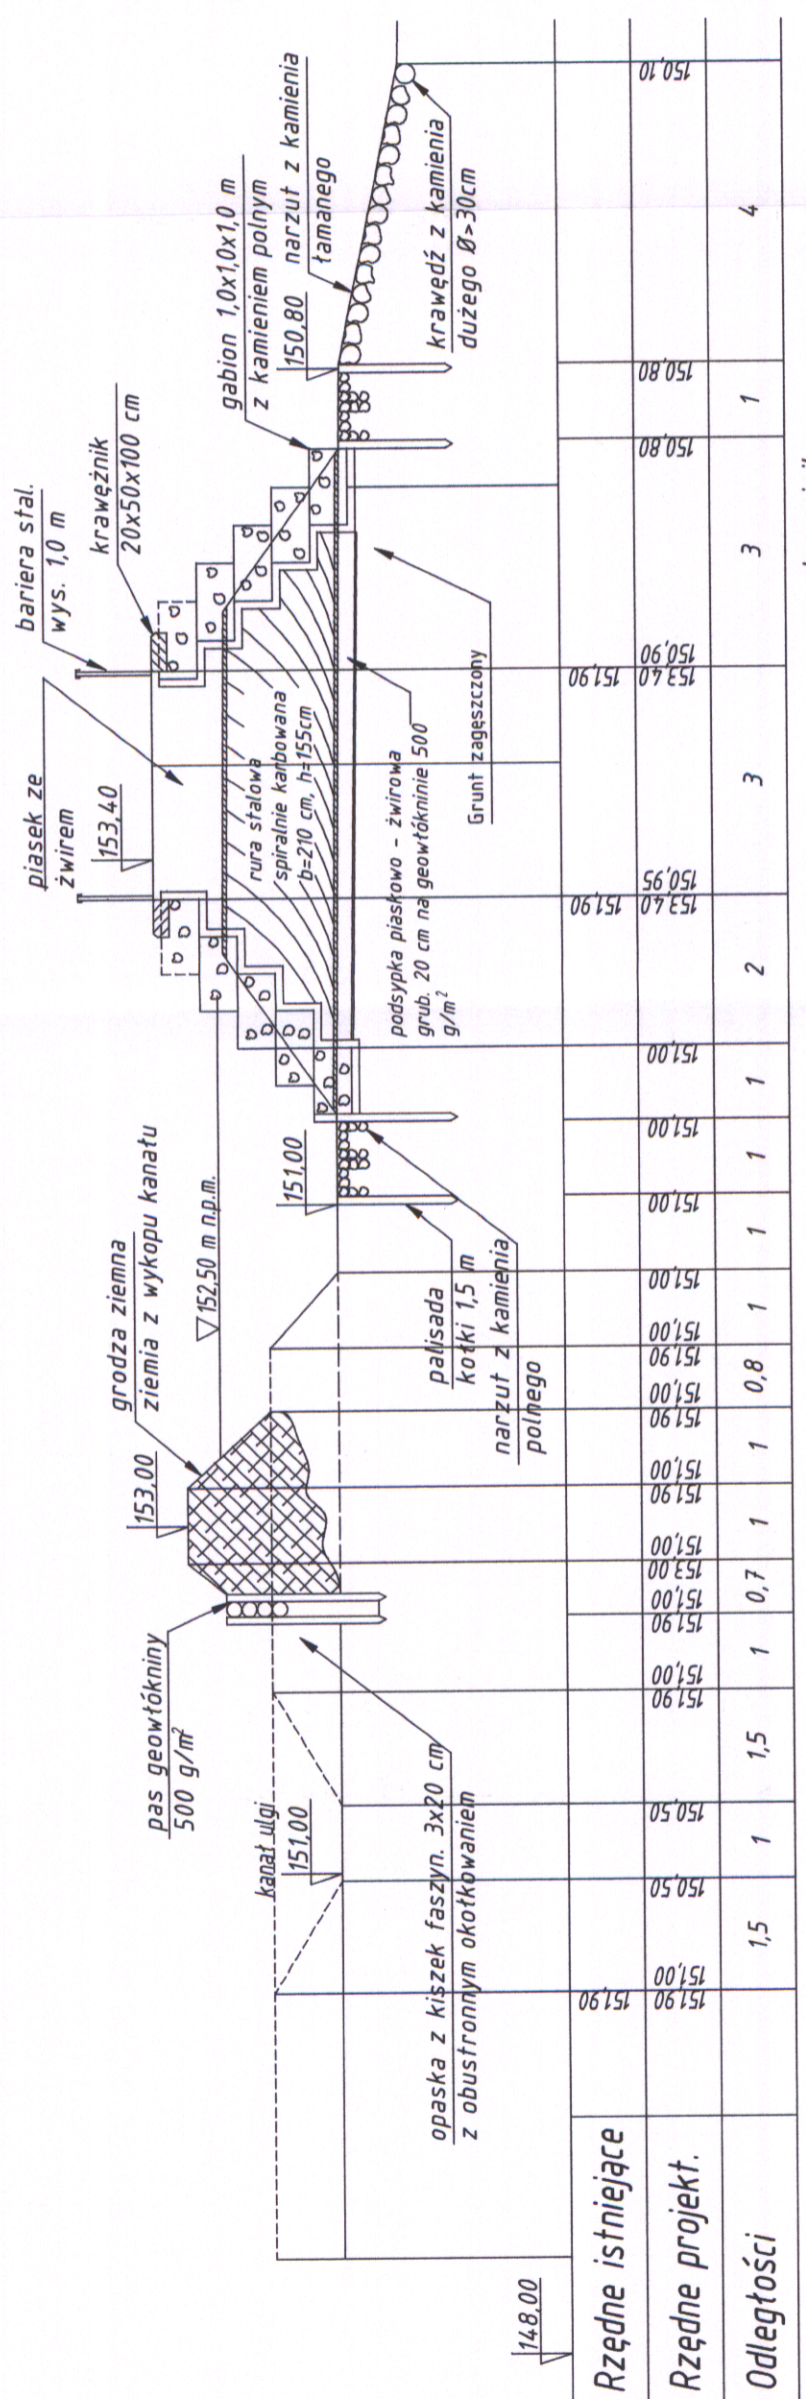 bariera stal.
wys. 1,0 m
krawężnik
20x50x100 cm
piasek ze
żwirem
153,40
gabion 1,0x1,0x1,0 m
z kamieniem polnym
150,80
narzut z kamienia
łamanego
krawędź z kamienia
dużego Ø>30cm
rura stalowa
spiralnie karbowana
b=210 cm, h=155cm
podsypka piaskowo - żwirowa
grub. 20 cm na geowłókninie 500
g/m²
Grunt zagęszczony
grodza ziemna
ziemia z wykopu kanału
152,50 m n.p.m.
153,00
151,00
palisada
kołki 1,5 m
narzut z kamienia
polnego
pas geowłókniny
500 g/m²
kanał ulgi
151,00
opaska z kiszek faszyn. 3x20 cm
z obustronnym okołkowaniem
148,00
Rzędne istniejące
151,90
151,90
151,90
Rzędne projekt.
151,90
151,00
150,50
150,50
151,90
151,00
151,90
151,00
153,00
151,00
151,90
151,00
151,90
151,00
151,90
151,00
151,00
151,00
151,00
151,00
153,40
150,95
153,40
150,90
150,80
150,80
150,10
Odległości
1,5
1
1,5
1
0,7
1
1
0,8
1
1
1
1
2
3
3
1
4